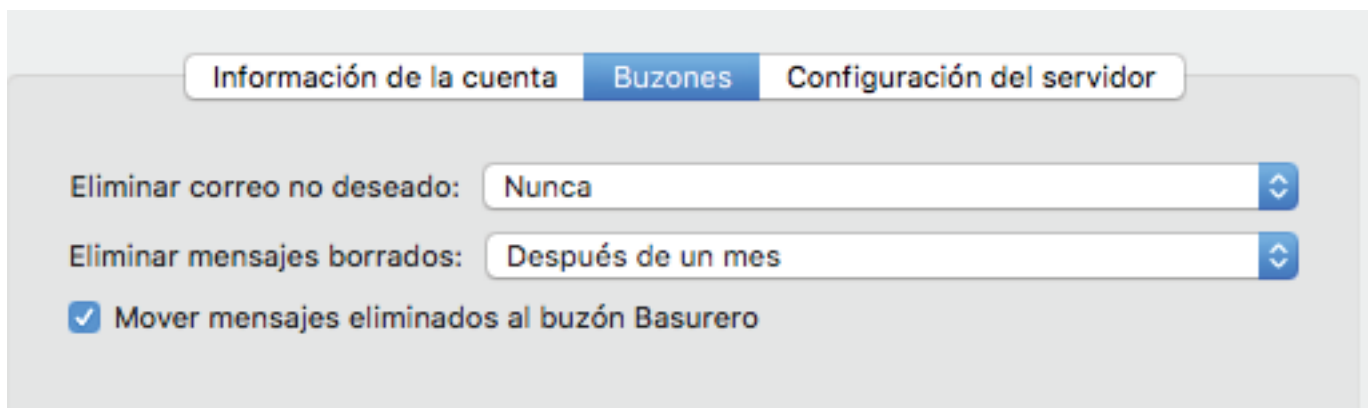 Información de la cuenta Buzones Configuración del servidor
Eliminar correo no deseado: Nunca
Eliminar mensajes borrados: Después de un mes
Mover mensajes eliminados al buzón Basurero